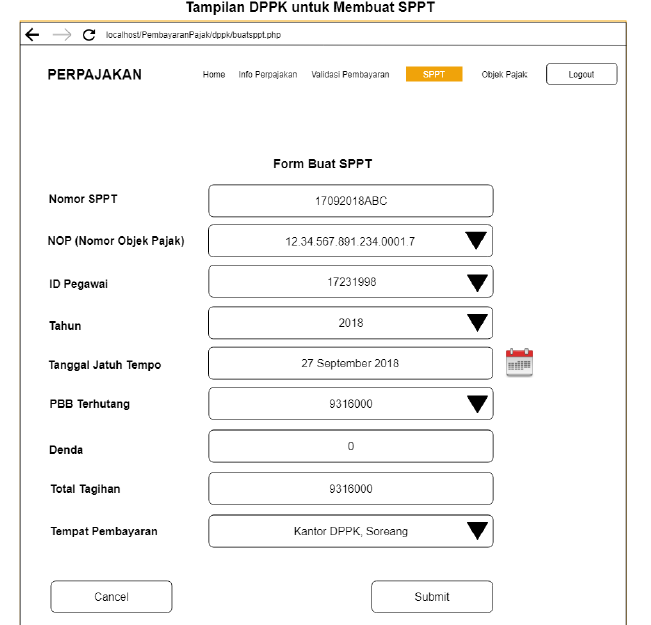 Tampilan DPPK untuk Membuat SPPT
localhost/PembayaranPajak/dppk/buatsppt.php
PERPAJAKAN Home Info Perpajakan Validasi Pembayaran SPPT Objek Pajak Logout
Form Buat SPPT
Nomor SPPT 17092018ABC
NOP (Nomor Objek Pajak) 12.34.567.891.234.0001.7
ID Pegawai 17231998
Tahun 2018
Tanggal Jatuh Tempo 27 September 2018
PBB Terhutang 9316000
Denda 0
Total Tagihan 9316000
Tempat Pembayaran Kantor DPPK, Soreang
Cancel Submit